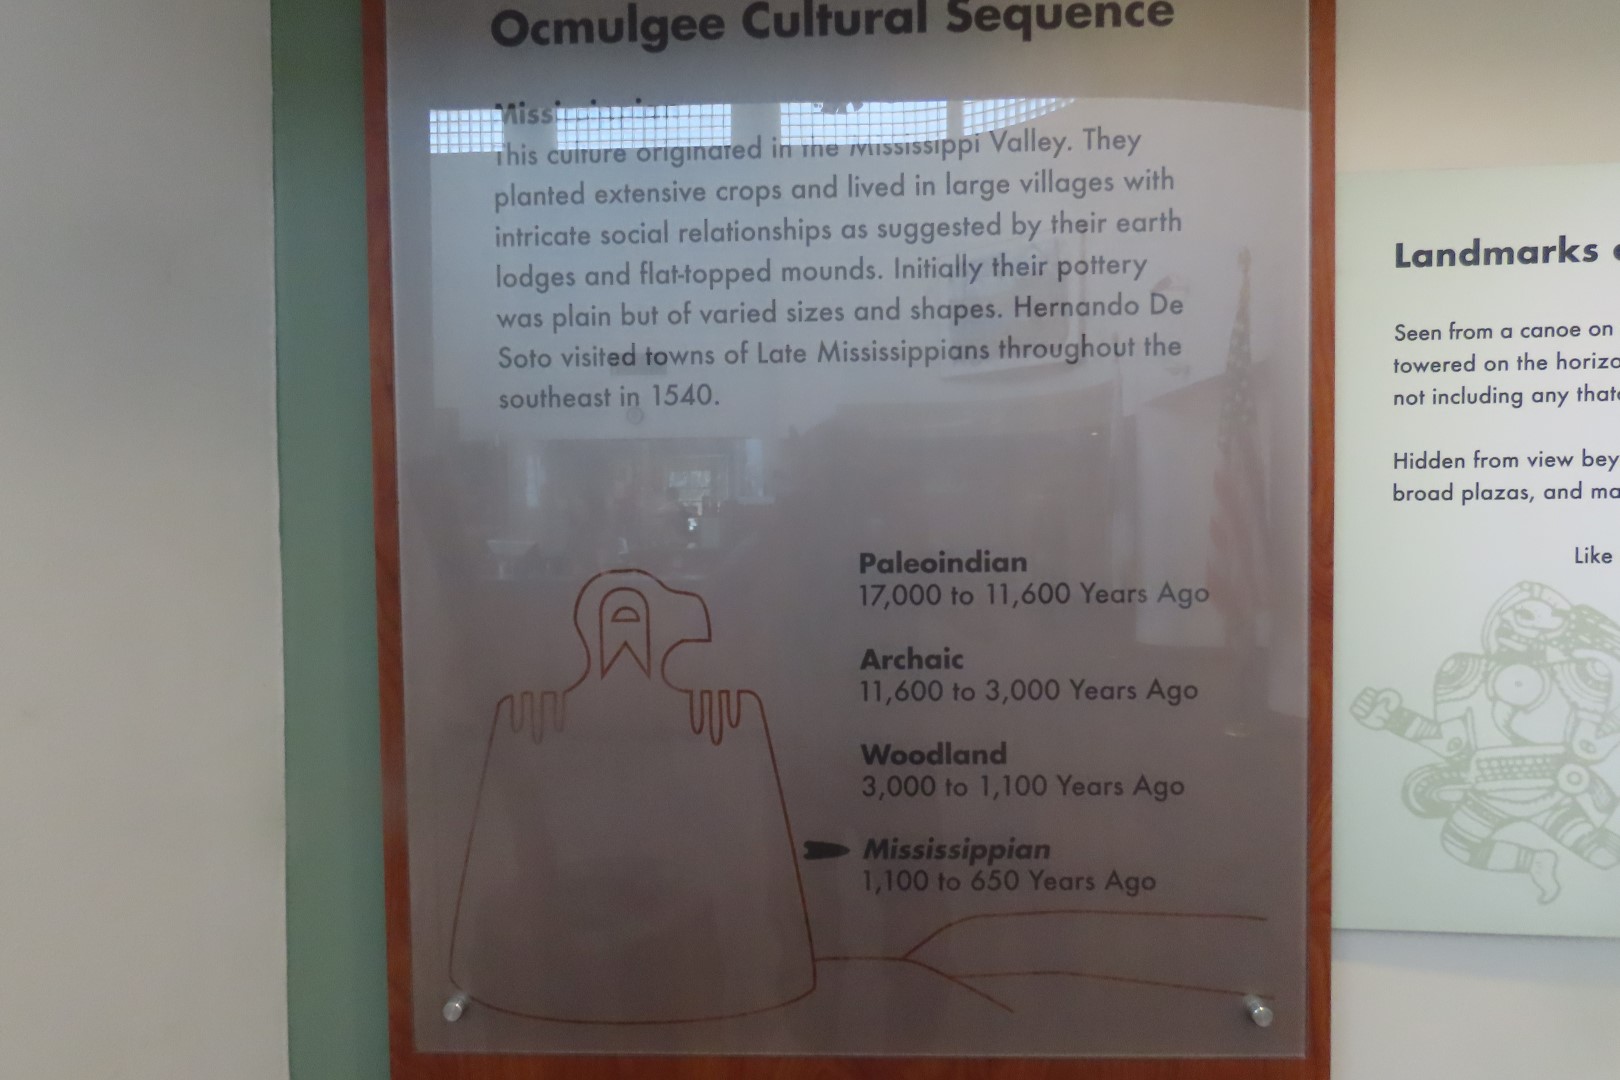 Ocmulgee Cultural Sequence
Mississippian
This culture originated in the Mississippi Valley. They
planted extensive crops and lived in large villages with
intricate social relationships as suggested by their earth
lodges and flat-topped mounds. Initially their pottery
was plain but of varied sizes and shapes. Hernando De
Soto visited towns of Late Mississippians throughout the
southeast in 1540.
Paleoindian
17,000 to 11,600 Years Ago
Archaic
11,600 to 3,000 Years Ago
Woodland
3,000 to 1,100 Years Ago
Mississippian
1,100 to 650 Years Ago
Landmarks
Seen from a canoe on
towered on the horizo
not including any that
Hidden from view bey
broad plazas, and ma
Like